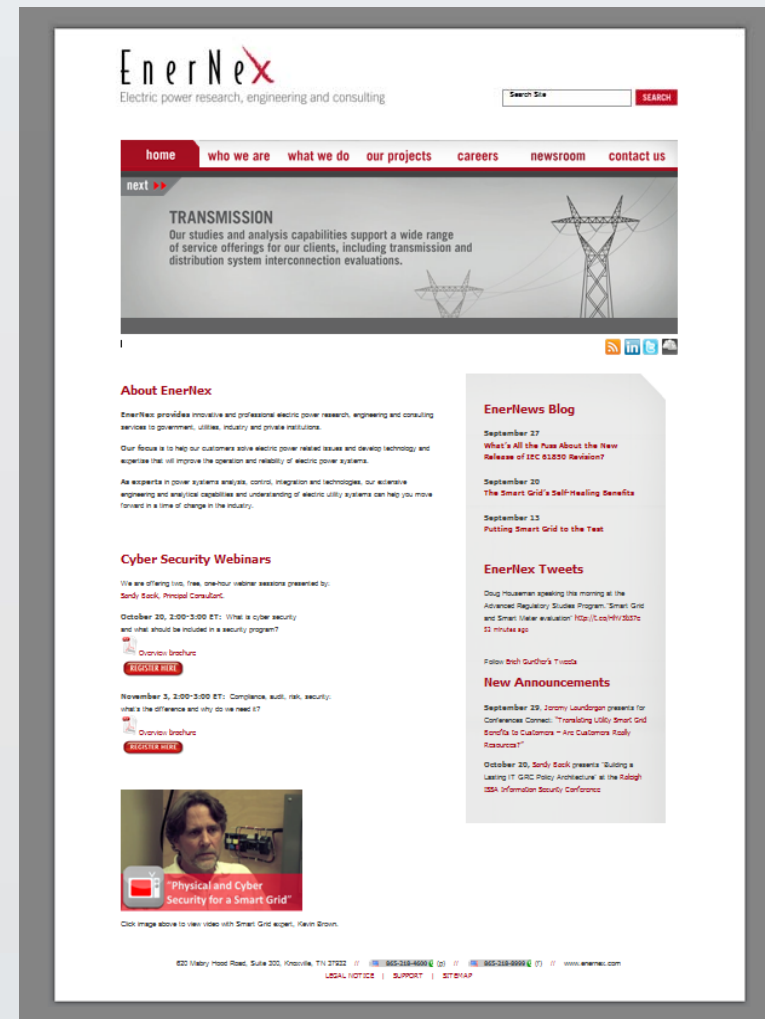 EnerNex
Electric power research, engineering and consulting
Search Site
SEARCH
home who we are what we do our projects careers newsroom contact us
next
TRANSMISSION
Our studies and analysis capabilities support a wide range
of service offerings for our clients, including transmission and
distribution system interconnection evaluations.
About EnerNex
EnerNex provides innovative and professional electric power research, engineering and consulting
services to government, utilities, industry and private institutions.
Our focus is to help our customers solve electric power related issues and develop technology and
expertise that will improve the operation and reliability of electric power systems.
As experts in power systems analysis, control, integration and technologies, our extensive
engineering and analytical capabilities and understanding of electric utility systems can help you move
forward in a time of change in the industry.
Cyber Security Webinars
We are offering two, free, one-hour webinar sessions presented by:
Sandy Bacik, Principal Consultant.
October 20, 2:00-3:00 ET: What is cyber security
and what should be included in a security program?
Overview brochure
REGISTER HERE
November 3, 2:00-3:00 ET: Compliance, audit, risk, security:
what's the difference and why do we need it?
Overview brochure
REGISTER HERE
"Physical and Cyber
Security for a Smart Grid"
Click image above to view video with Smart Grid expert, Kevin Brown.
EnerNews Blog
September 27
What's All the Fuss About the New
Release of IEC 61850 Revision?
September 20
The Smart Grid's Self-Healing Benefits
September 13
Putting Smart Grid to the Test
EnerNex Tweets
Doug Houseman speaking this morning at the
Advanced Regulatory Studies Program. 'Smart Grid
and Smart Meter evaluation'
52 minutes ago
Follow Erich Gunther's Tweets
New Announcements
September 29, Jeremy presents for
Conferences Connect: "Translating Utility Smart Grid
Benefits to Customers – Are Customers Really
Resources?"
October 20, Sandy Bacik presents "Building a
Lasting IT GRC Policy Architecture" at the Raleigh
ISSA Information Security Conference
620 Mabry Hood Road, Suite 300, Knoxville, TN 37932 // 865-218-4600 (p) // 865-218-8999 (f) // www.enernex.com
LEGAL NOTICE | SUPPORT | SITEMAP